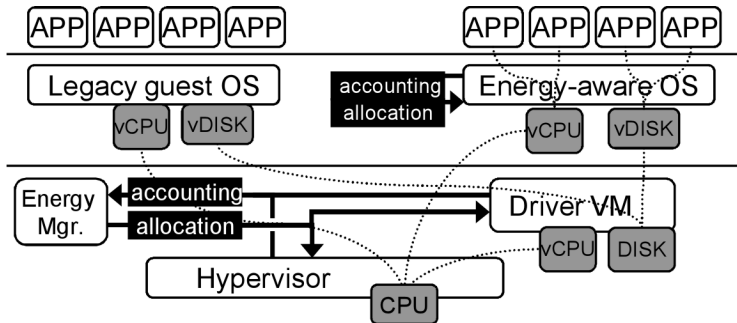 APP APP APP APP APP APP APP APP
Legacy guest OS
accounting
allocation
Energy-aware OS
vCPU vDISK vCPU vDISK
Energy
Mgr.
accounting
allocation
Driver VM
vCPU DISK
Hypervisor
CPU